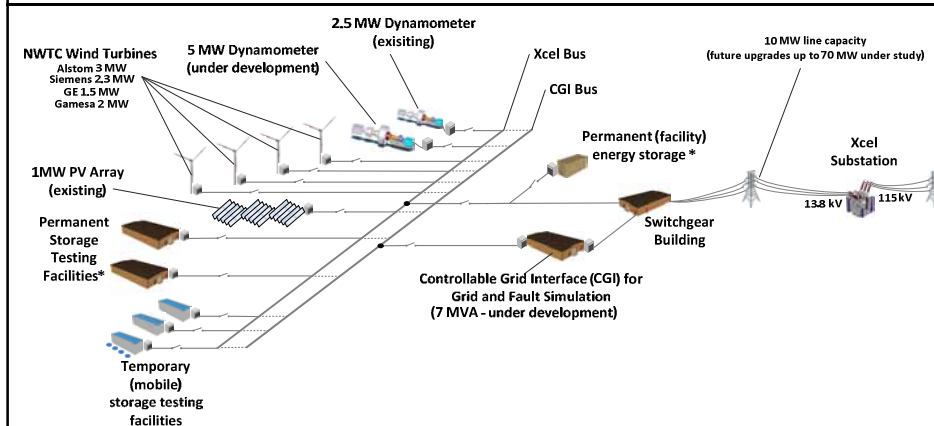 2.5 MW Dynamometer
(exisiting)
5 MW Dynamometer
(under development)
NWTC Wind Turbines
Alstom 3 MW
Siemens 2.3 MW
GE 1.5 MW
Gamesa 2 MW
Xcel Bus
CGI Bus
10 MW line capacity
(future upgrades up to 70 MW under study)
Permanent (facility)
energy storage *
Xcel
Substation
1MW PV Array
(existing)
13.8 kV
115 kV
Switchgear
Building
Permanent
Storage
Testing
Facilities*
Controllable Grid Interface (CGI) for
Grid and Fault Simulation
(7 MVA - under development)
Temporary
(mobile)
storage testing
facilities